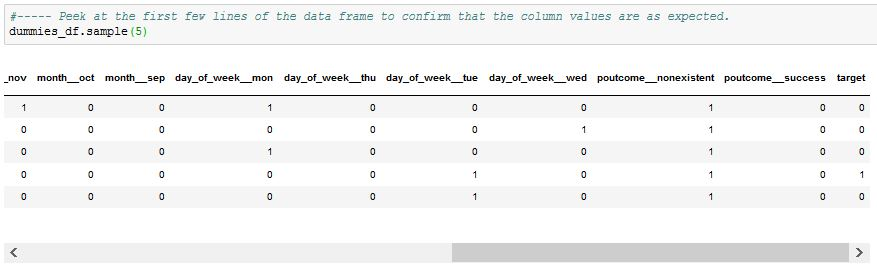 #----- Peek at the first few lines of the data frame to confirm that the column values are as expected.
dummies_df.sample(5)
_nov month__oct month__sep day_of_week__mon day_of_week__thu day_of_week__tue day_of_week__wed poutcome__nonexistent poutcome__success target
1 0 0 1 0 0 0 1 0 0
0 0 0 0 0 0 1 1 0 0
0 0 0 1 0 0 0 1 0 0
0 0 0 0 0 1 0 1 0 1
0 0 0 0 0 1 0 1 0 0